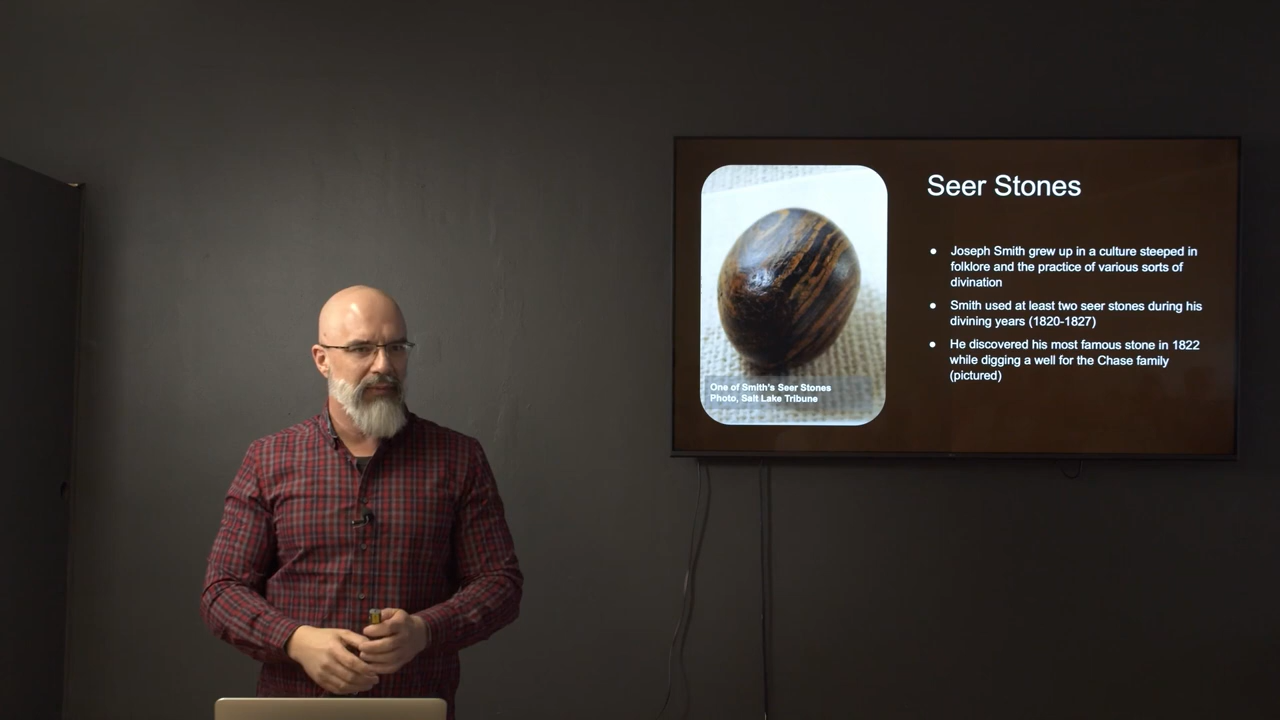 Seer Stones
● Joseph Smith grew up in a culture steeped in
folklore and the practice of various sorts of
divination
● Smith used at least two seer stones during his
divining years (1820-1827)
● He discovered his most famous stone in 1822
while digging a well for the Chase family
(pictured)
One of Smith's Seer Stones
Photo, Salt Lake Tribune